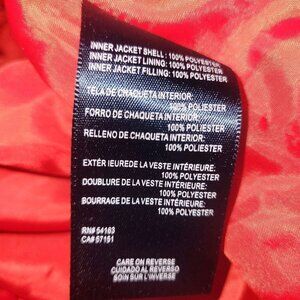 INNER JACKET SHELL: 100% POLYESTER
INNER JACKET LINING: 100% POLYESTER
INNER JACKET FILLING: 100% POLYESTER
TELA DE CHAQUETA INTERIOR:
100% POLIESTER
FORRO DE CHAQUETA INTERIOR:
100% POLIESTER
RELLENO DE CHAQUETA INTERIOR:
100% POLIESTER
EXTÉRIEUREDE LA VESTE INTÉRIEURE:
100% POLYESTER
DOUBLURE DE LA VESTE INTÉRIEURE:
100% POLYESTER
BOURRAGE DE LA VESTE INTÉRIEURE:
100% POLYESTER
RN# 54163
CA# 57151
CARE ON REVERSE
CUIDADO AL REVERSO
SOIN SUR L'INVERSE